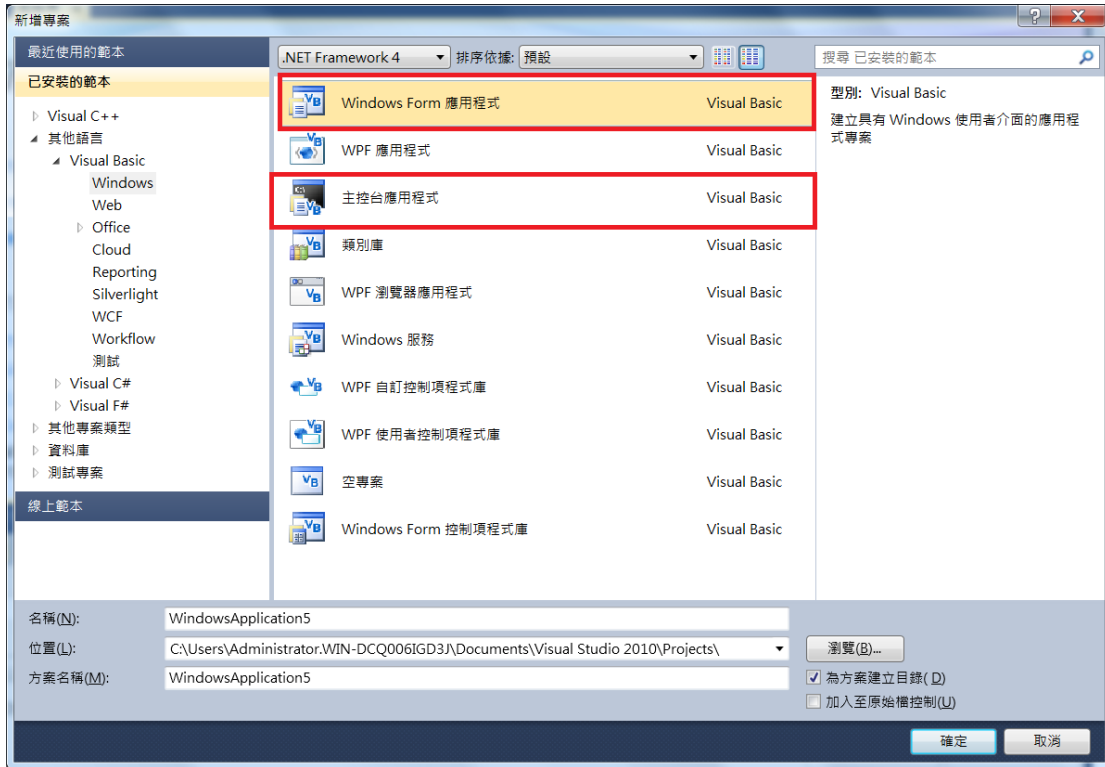 新增專案
最近使用的範本
已安裝的範本
Visual C++
其他語言
Visual Basic
Windows
Web
Office
Cloud
Reporting
Silverlight
WCF
Workflow
測試
Visual C#
Visual F#
其他專案類型
資料庫
測試專案
線上範本
.NET Framework 4 排序依據: 預設
Windows Form 應用程式 Visual Basic
WPF 應用程式 Visual Basic
主控台應用程式 Visual Basic
類別庫 Visual Basic
WPF 瀏覽器應用程式 Visual Basic
Windows 服務 Visual Basic
WPF 自訂控制項程式庫 Visual Basic
WPF 使用者控制項程式庫 Visual Basic
空專案 Visual Basic
Windows Form 控制項程式庫 Visual Basic
搜尋 已安裝的範本
型別: Visual Basic
建立具有 Windows 使用者介面的應用程
式專案
名稱(N): WindowsApplication5
位置(L): C:\Users\Administrator.WIN-DCQ006IGD3J\Documents\Visual Studio 2010\Projects\ 瀏覽(B)...
方案名稱(M): WindowsApplication5 為方案建立目錄( D)
加入至原始檔控制(U)
確定 取消